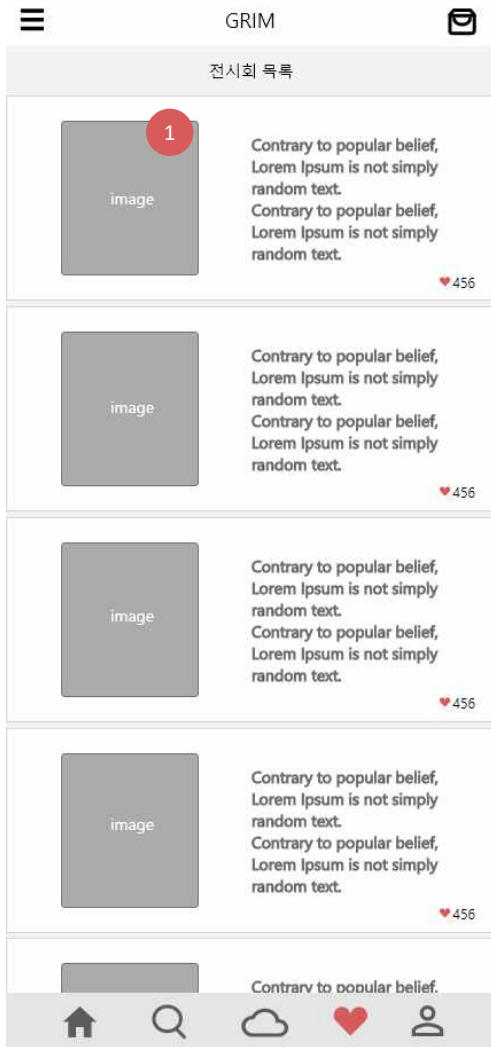 GRIM
전시회 목록
1
image
Contrary to popular belief,
Lorem Ipsum is not simply
random text.
Contrary to popular belief,
Lorem Ipsum is not simply
random text.
456
image
Contrary to popular belief,
Lorem Ipsum is not simply
random text.
Contrary to popular belief,
Lorem Ipsum is not simply
random text.
456
image
Contrary to popular belief,
Lorem Ipsum is not simply
random text.
Contrary to popular belief,
Lorem Ipsum is not simply
random text.
456
image
Contrary to popular belief,
Lorem Ipsum is not simply
random text.
Contrary to popular belief,
Lorem Ipsum is not simply
random text.
456
Contrary to popular belief,